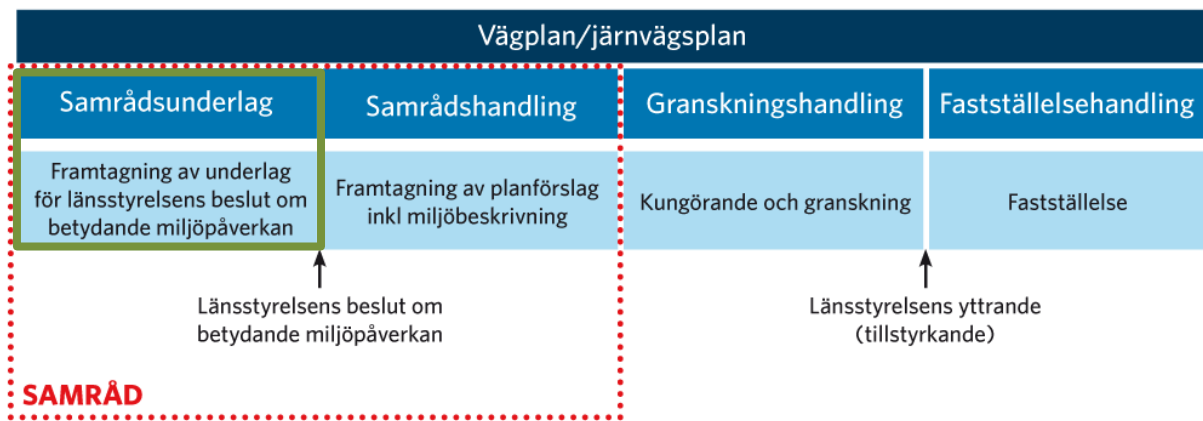 Vägplan/järnvägsplan
Samrådsunderlag
Samrådshandling
Granskningshandling
Fastställelsehandling
Framtagning av underlag
för länsstyrelsens beslut om
betydande miljöpåverkan
Framtagning av planförslag
inkl miljöbeskrivning
Kungörande och granskning
Fastställelse
Länsstyrelsens beslut om
betydande miljöpåverkan
Länsstyrelsens yttrande
(tillstyrkande)
SAMRÅD